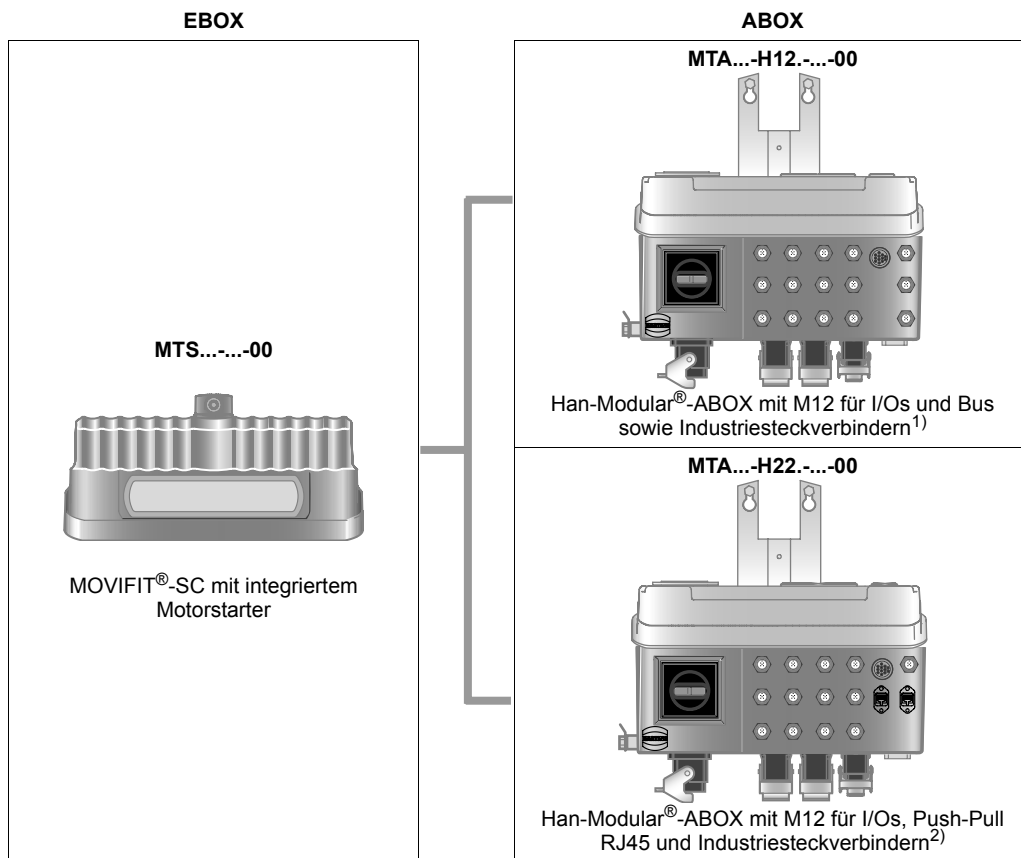 EBOX
ABOX
MTS...-...-00
MOVIFIT®-SC mit integriertem
Motorstarter
MTA...-H12.-...-00
Han-Modular®-ABOX mit M12 für I/Os und Bus
sowie Industriesteckverbindern1)
MTA...-H22.-...-00
Han-Modular®-ABOX mit M12 für I/Os, Push-Pull
RJ45 und Industriesteckverbindern2)